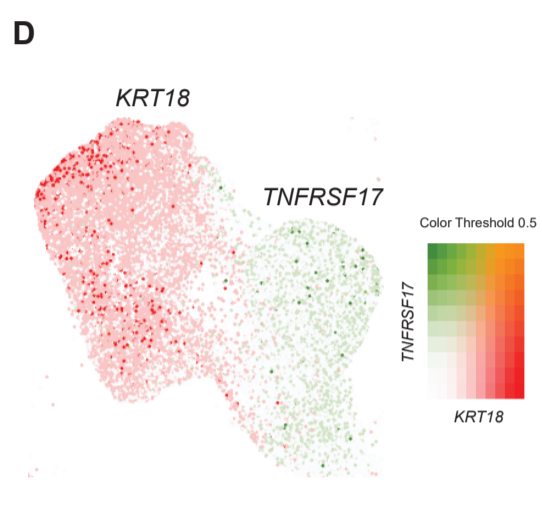 D
KRT18
TNFRSF17
Color Threshold 0.5
TNFRSF17
KRT18